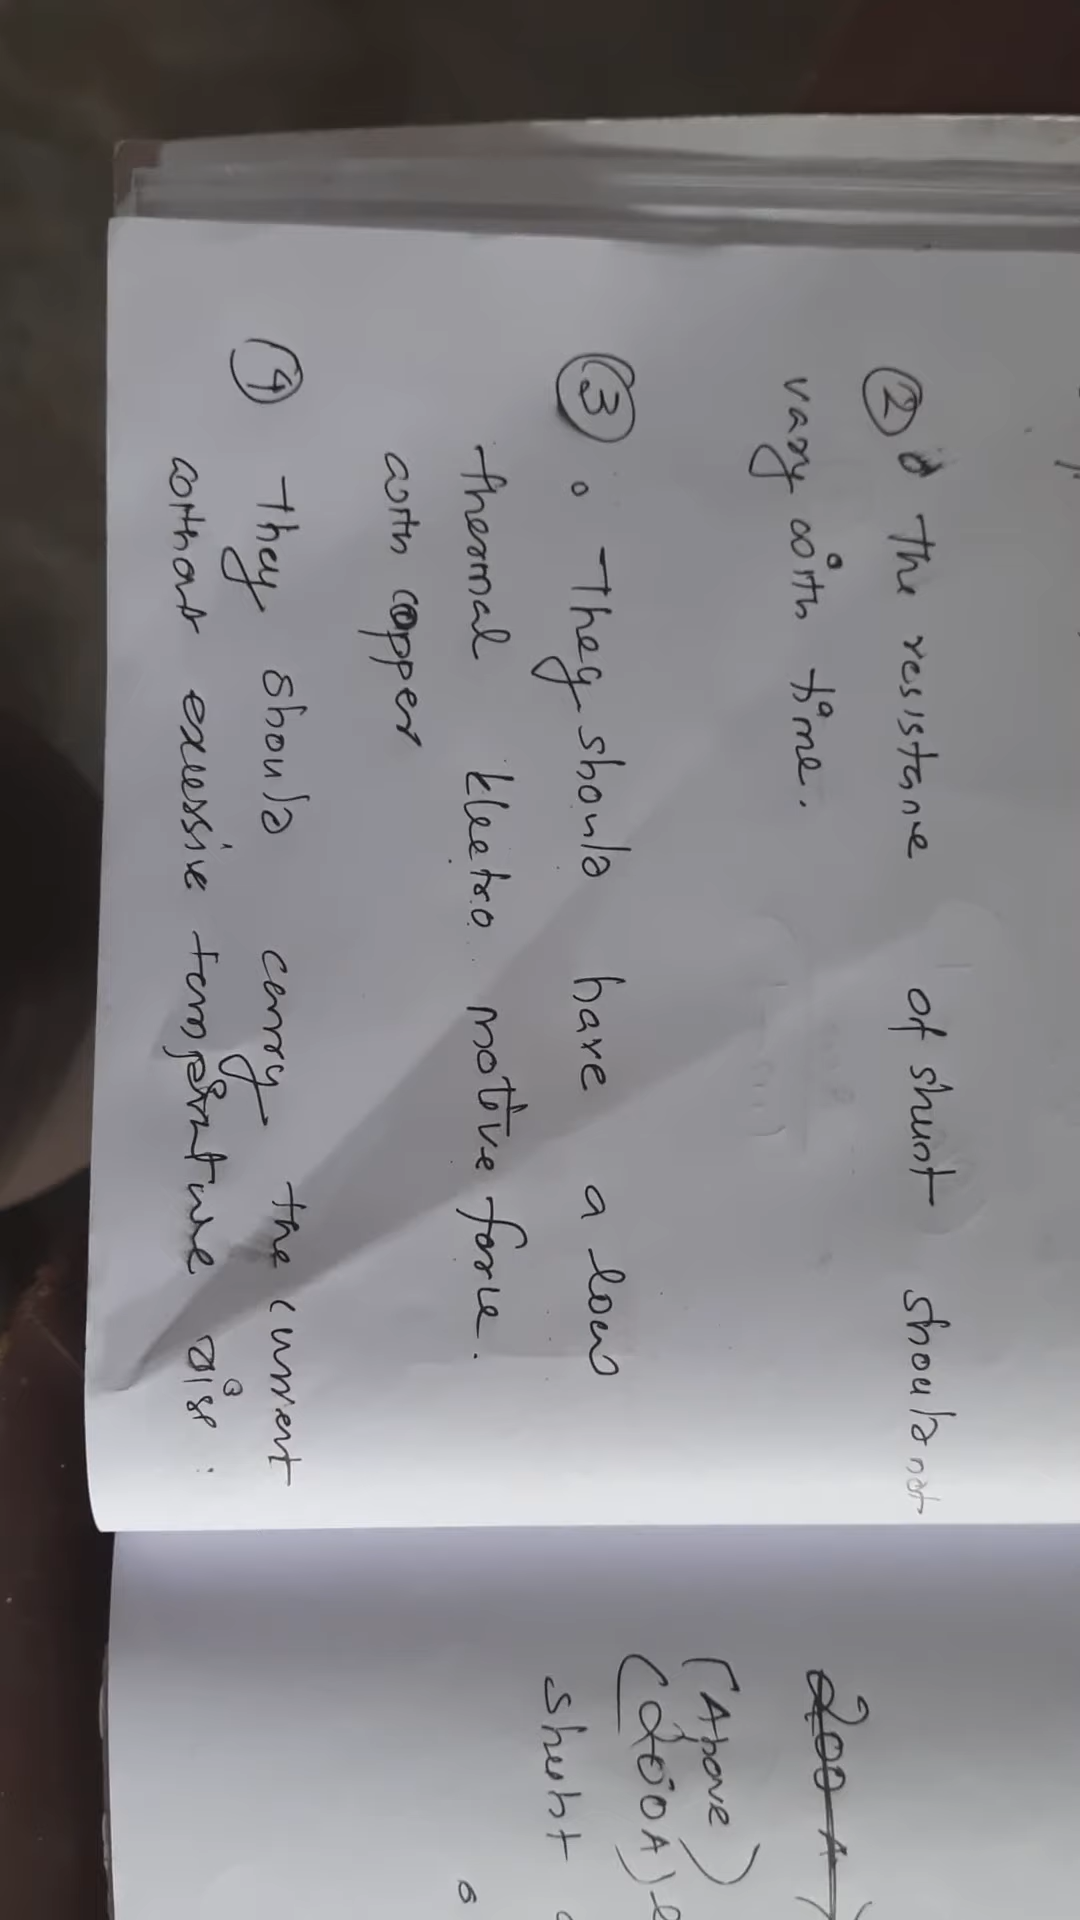 ② The resistance of shunt should not
vary with time.
③ • They should have a low
thermal Electro motive force.
with copper
④ They should carry the current
without excessive temprature rise.
200 A
(Above)
(200A)
Shunt